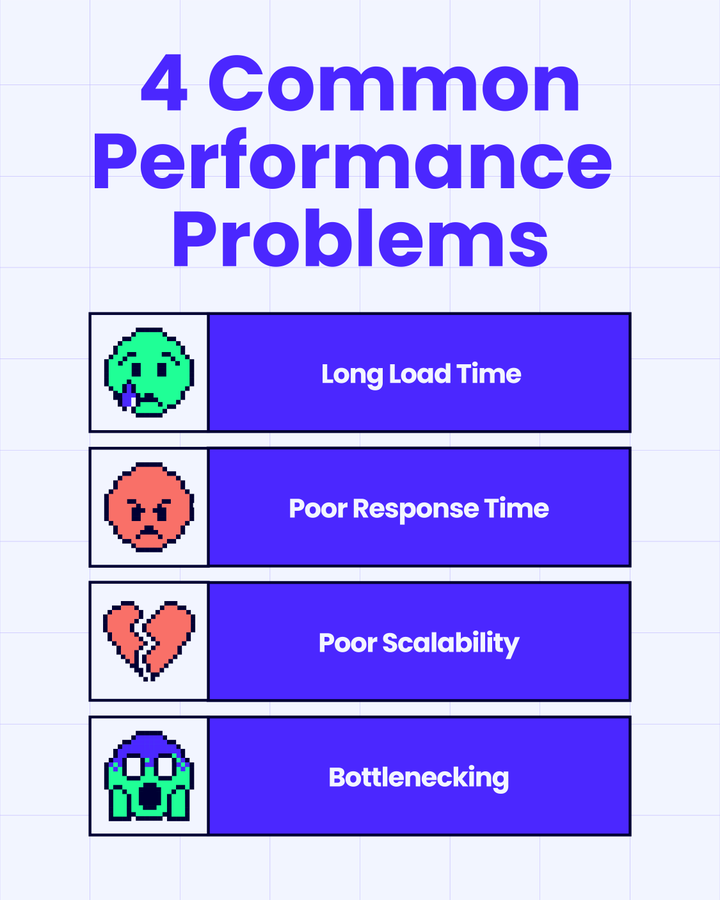 4 Common
Performance
Problems
Long Load Time
Poor Response Time
Poor Scalability
Bottlenecking